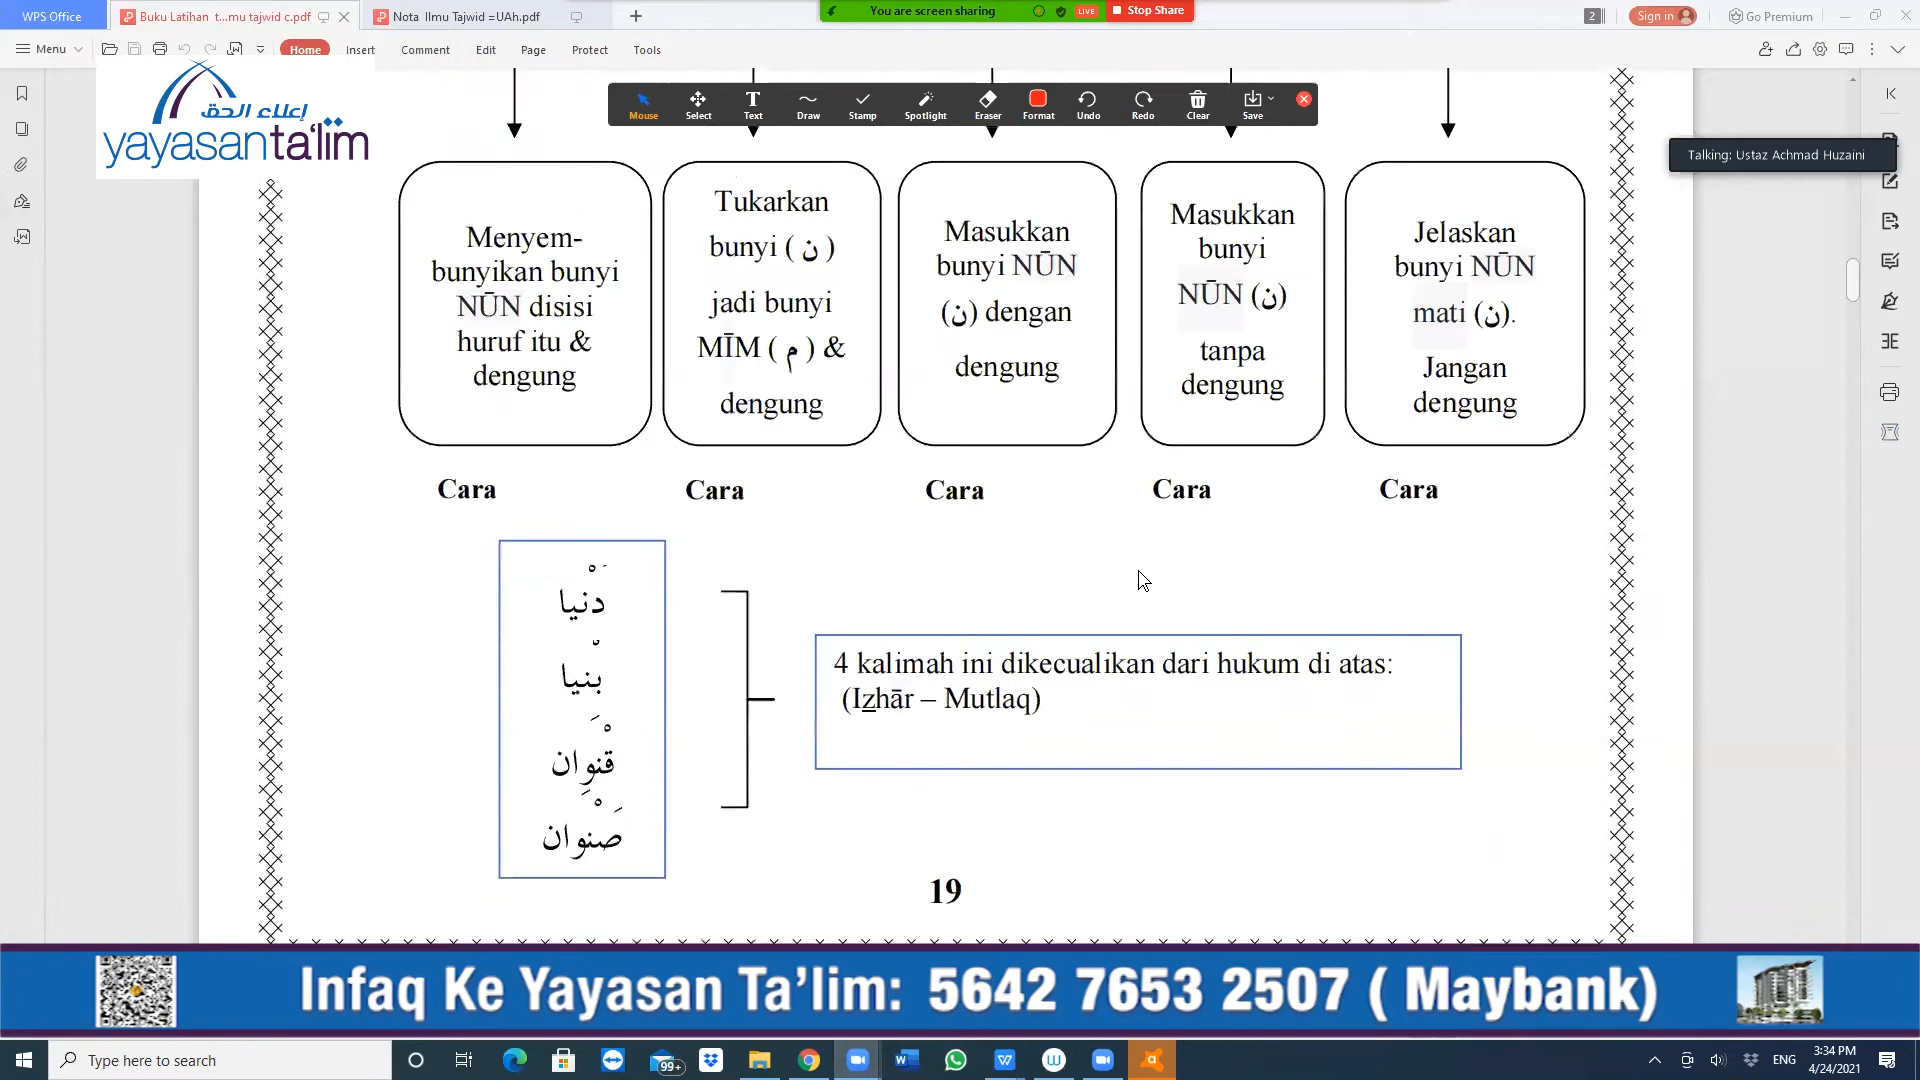 WPS Office
Buku Latihan t...mu tajwid c.pdf
Nota Ilmu Tajwid =UAh.pdf
You are screen sharing
LIVE
Stop Share
2
Sign in
Go Premium
Menu
Home
Insert
Comment
Edit
Page
Protect
Tools
إعلاء الحق
yayasanta'lim
Mouse
Select
Text
Draw
Stamp
Spotlight
Eraser
Format
Undo
Redo
Clear
Save
Talking: Ustaz Achmad Huzaini
Menyem-
bunyikan bunyi
NŪN disisi
huruf itu &
dengung
Tukarkan
bunyi ( ن )
jadi bunyi
MĪM ( م ) &
dengung
Masukkan
bunyi NŪN
(ن) dengan
dengung
Masukkan
bunyi
NŪN (ن)
tanpa
dengung
Jelaskan
bunyi NŪN
mati (ن).
Jangan
dengung
Cara
Cara
Cara
Cara
Cara
دنيا
بنيا
قنوان
صنوان
4 kalimah ini dikecualikan dari hukum di atas:
(Izhār – Mutlaq)
19
Infaq Ke Yayasan Ta’lim: 5642 7653 2507 ( Maybank)
Type here to search
99+
ENG
3:34 PM
4/24/2021